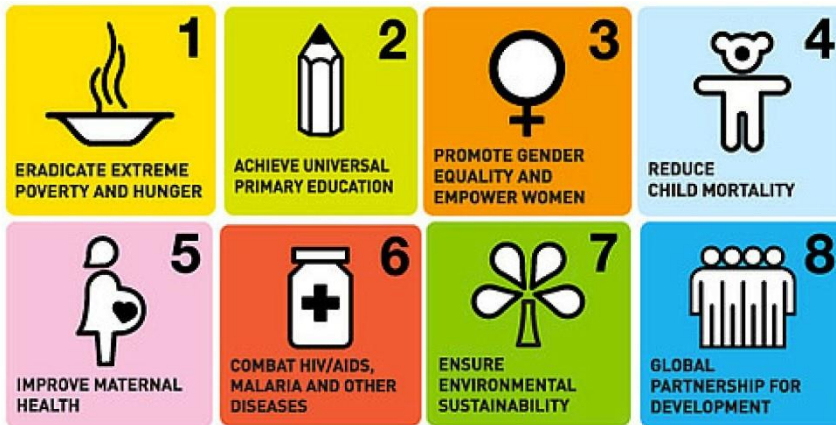 1
ERADICATE EXTREME
POVERTY AND HUNGER
2
ACHIEVE UNIVERSAL
PRIMARY EDUCATION
3
PROMOTE GENDER
EQUALITY AND
EMPOWER WOMEN
4
REDUCE
CHILD MORTALITY
5
IMPROVE MATERNAL
HEALTH
6
COMBAT HIV/AIDS,
MALARIA AND OTHER
DISEASES
7
ENSURE
ENVIRONMENTAL
SUSTAINABILITY
8
GLOBAL
PARTNERSHIP FOR
DEVELOPMENT